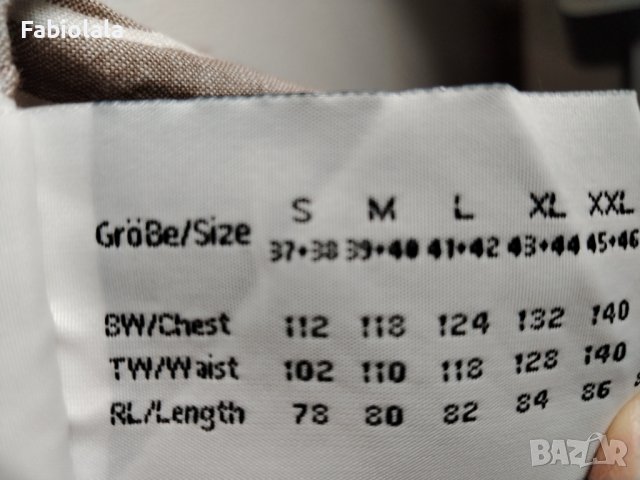 Fabiolala
S M L XL XXL
Größe/Size 37+38 39+40 41+42 43+44 45+46
BW/Chest 112 118 124 132 140
TW/Waist 102 110 118 128 140
RL/Length 78 80 82 84 86
BAZAR